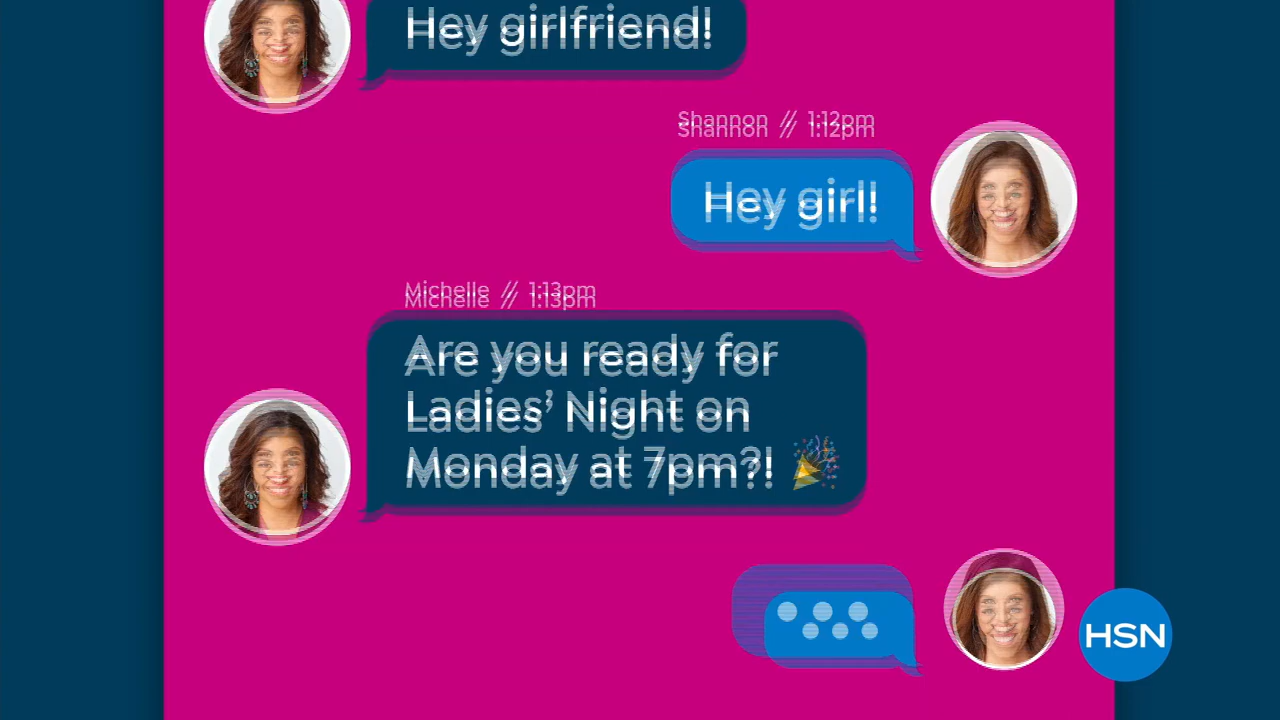 Hey girlfriend!
Shannon // 1:12pm
Hey girl!
Michelle // 1:13pm
Are you ready for
Ladies’ Night on
Monday at 7pm?! 🎉
HSN